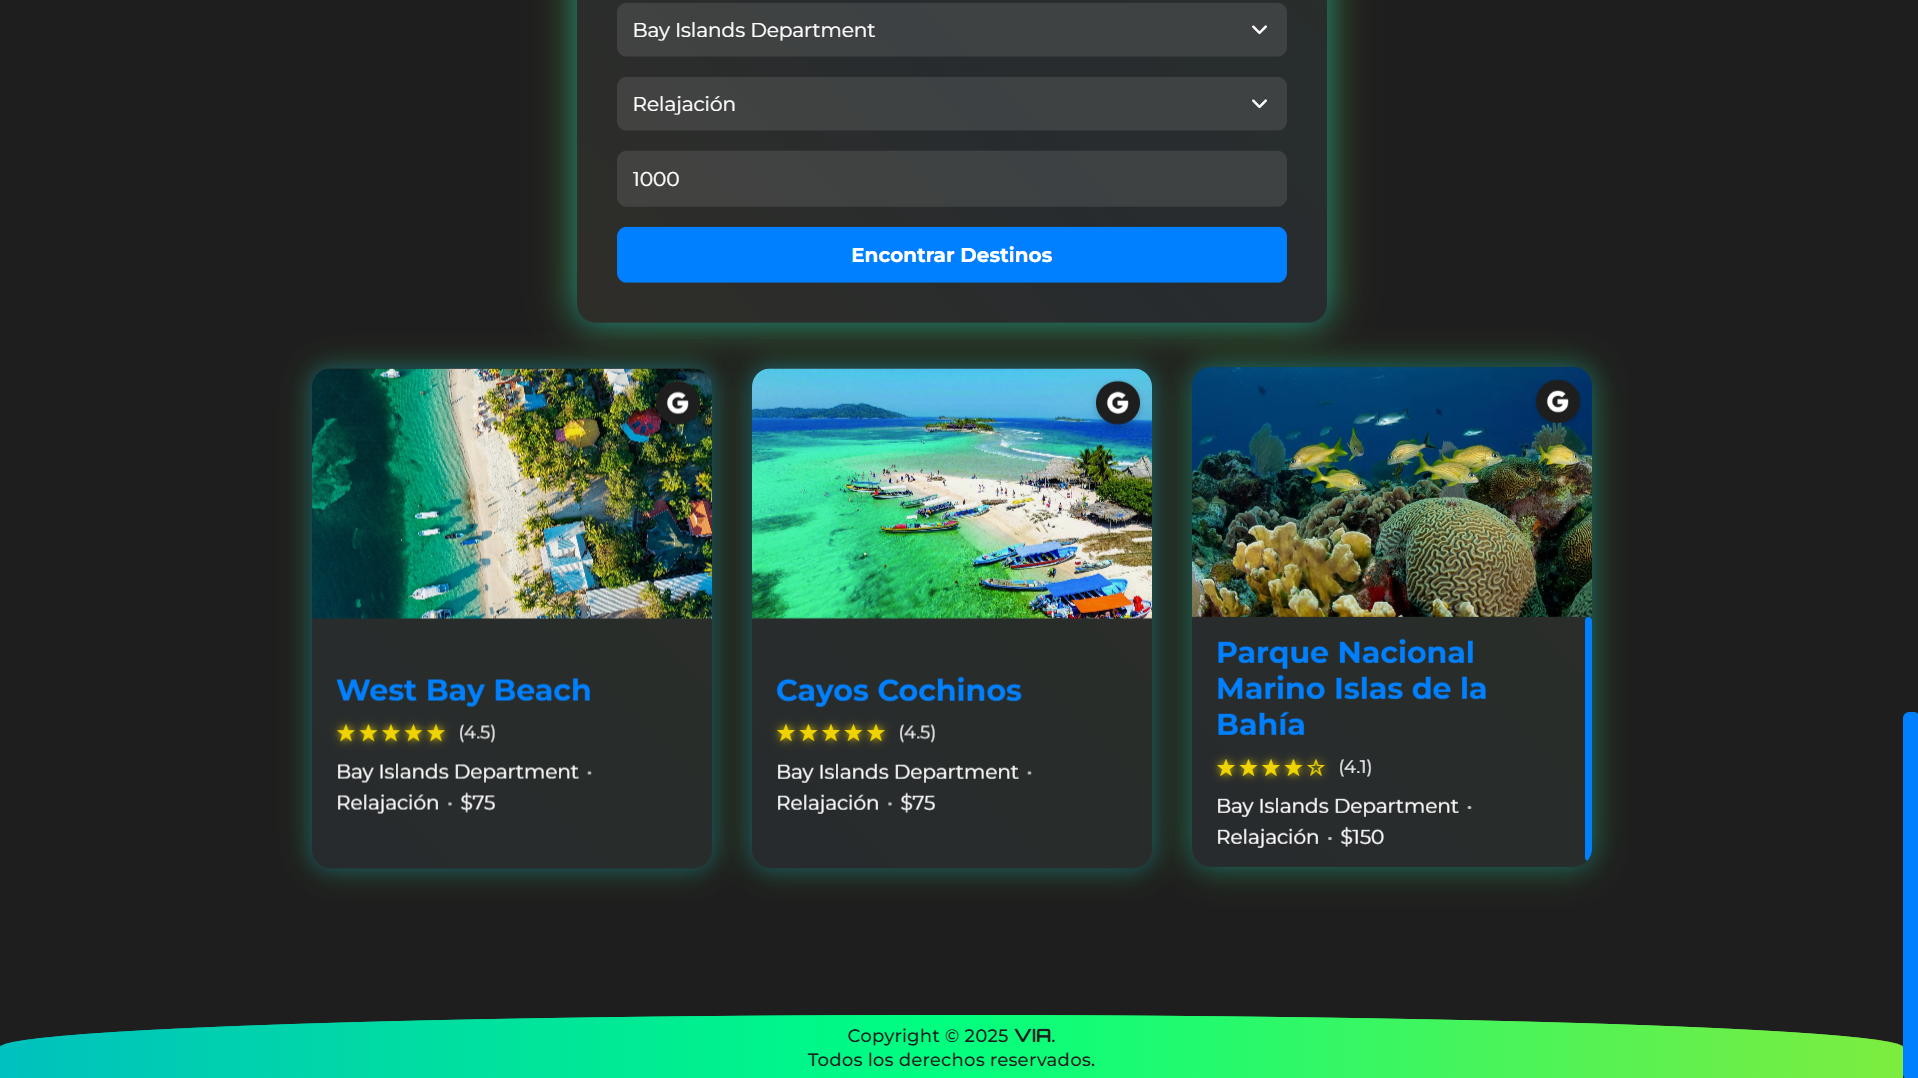 Bay Islands Department
Relajación
1000
Encontrar Destinos
G
G
G
West Bay Beach
★★★★★ (4.5)
Bay Islands Department •
Relajación • $75
Cayos Cochinos
★★★★★ (4.5)
Bay Islands Department •
Relajación • $75
Parque Nacional
Marino Islas de la
Bahía
★★★★☆ (4.1)
Bay Islands Department •
Relajación • $150
Copyright © 2025 VIA.
Todos los derechos reservados.